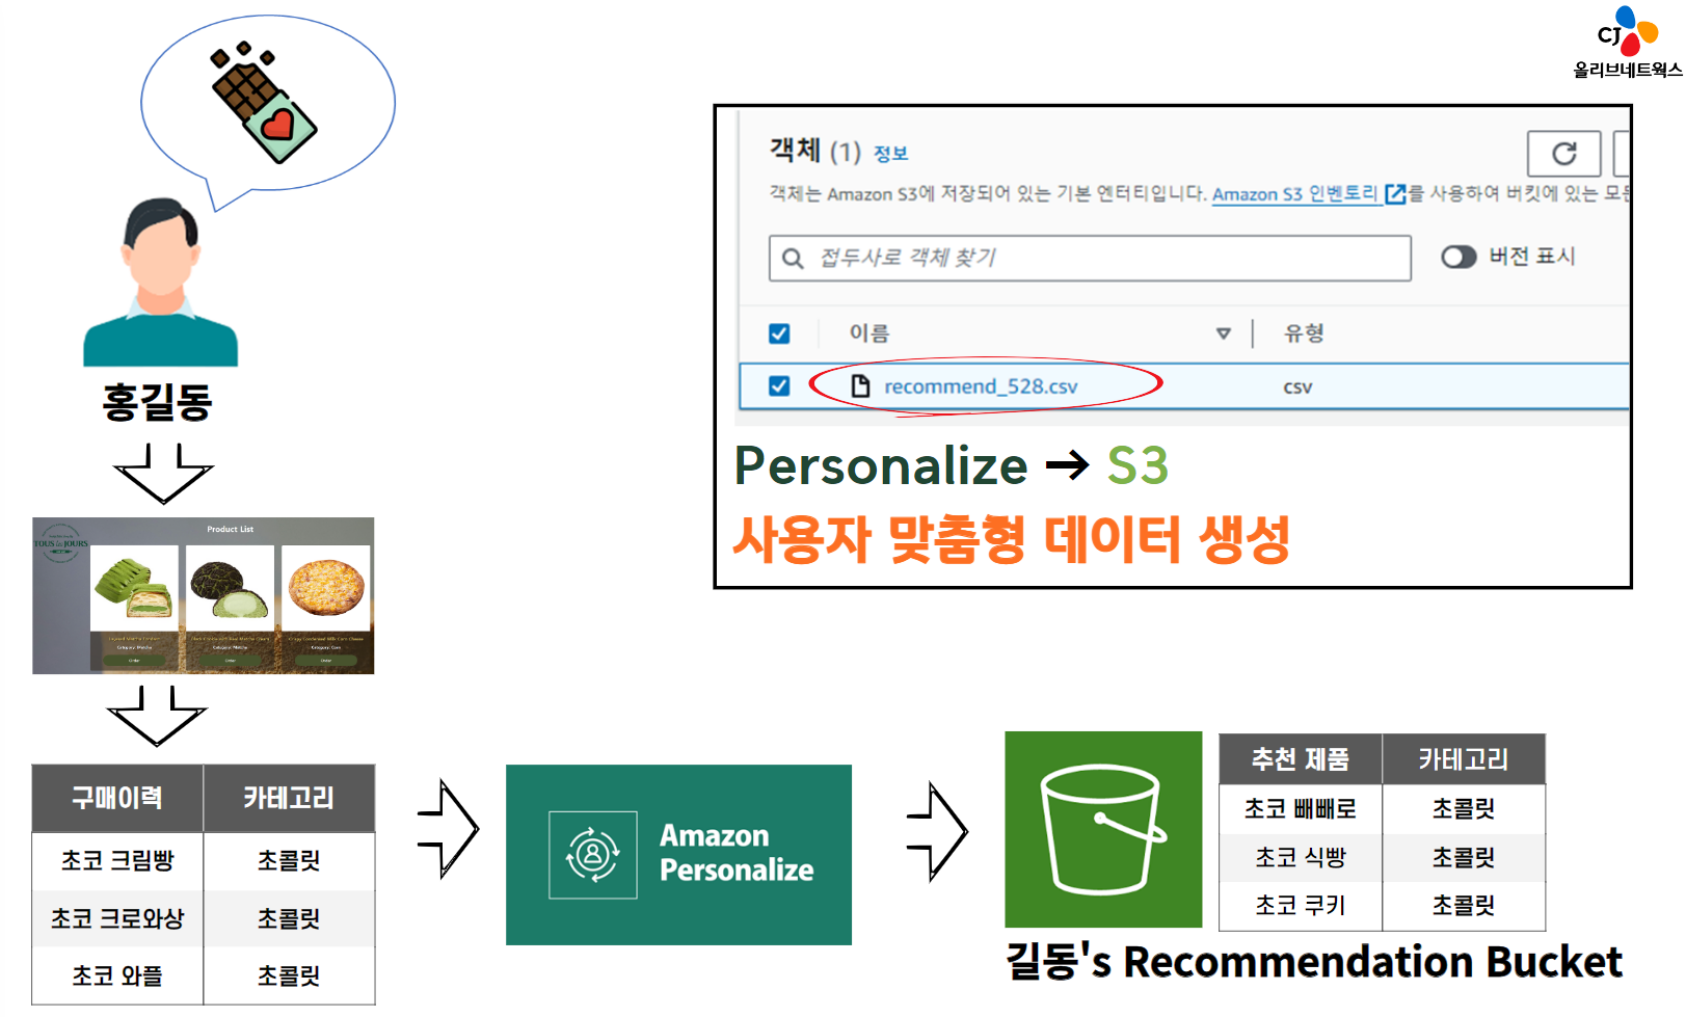 CJ
올리브네트웍스
객체 (1) 정보
객체는 Amazon S3에 저장되어 있는 기본 엔터티입니다. Amazon S3 인벤토리 를 사용하여 버킷에 있는 모든
접두사로 객체 찾기
버전 표시
이름 유형
recommend_528.csv csv
Personalize → S3
사용자 맞춤형 데이터 생성
홍길동
Product List
TOUS les JOURS
구매이력 카테고리
초코 크림빵 초콜릿
초코 크로와상 초콜릿
초코 와플 초콜릿
Amazon
Personalize
추천 제품 카테고리
초코 빼빼로 초콜릿
초코 식빵 초콜릿
초코 쿠키 초콜릿
길동's Recommendation Bucket